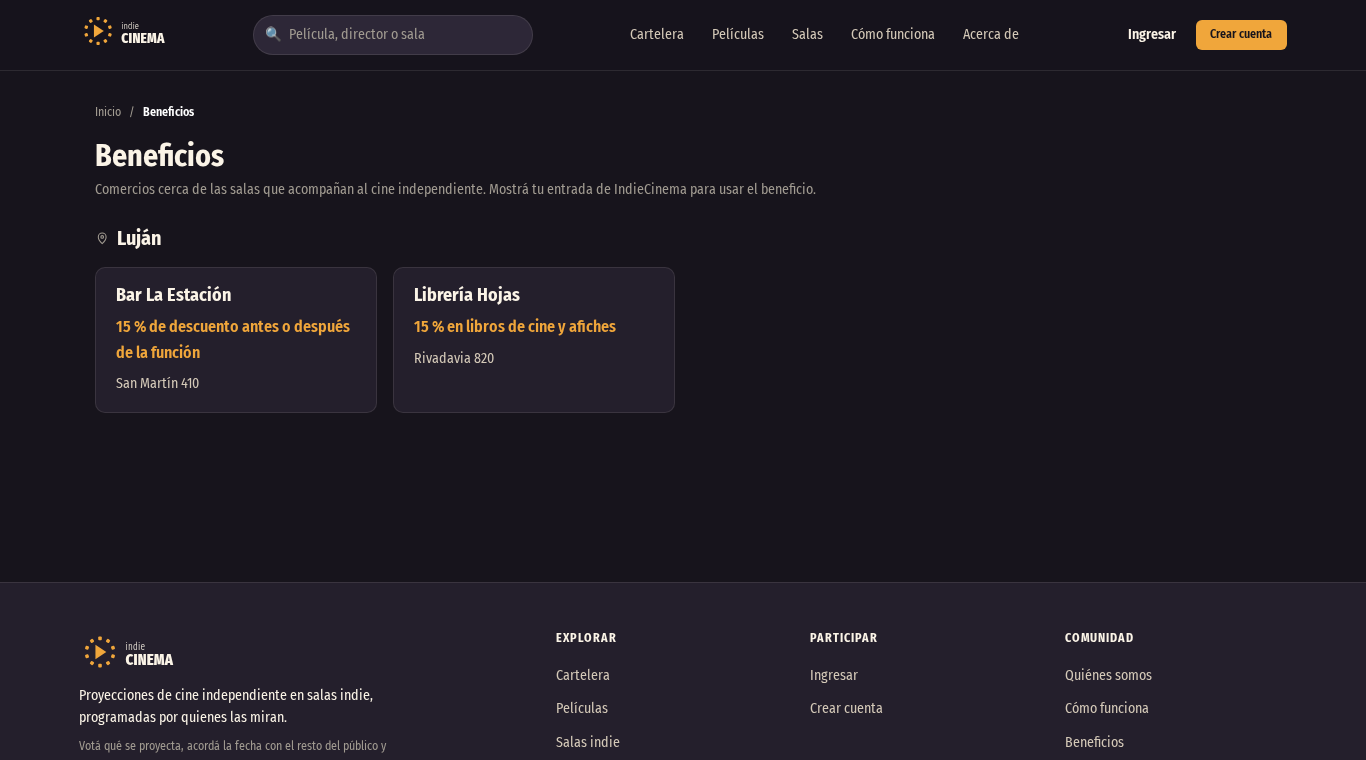 indie
CINEMA
Película, director o sala
Cartelera
Películas
Salas
Cómo funciona
Acerca de
Ingresar
Crear cuenta
Inicio / Beneficios
Beneficios
Comercios cerca de las salas que acompañan al cine independiente. Mostrá tu entrada de IndieCinema para usar el beneficio.
Luján
Bar La Estación
15 % de descuento antes o después
de la función
San Martín 410
Librería Hojas
15 % en libros de cine y afiches
Rivadavia 820
indie
CINEMA
Proyecciones de cine independiente en salas indie,
programadas por quienes las miran.
Votá qué se proyecta, acordá la fecha con el resto del público y
EXPLORAR
Cartelera
Películas
Salas indie
PARTICIPAR
Ingresar
Crear cuenta
COMUNIDAD
Quiénes somos
Cómo funciona
Beneficios